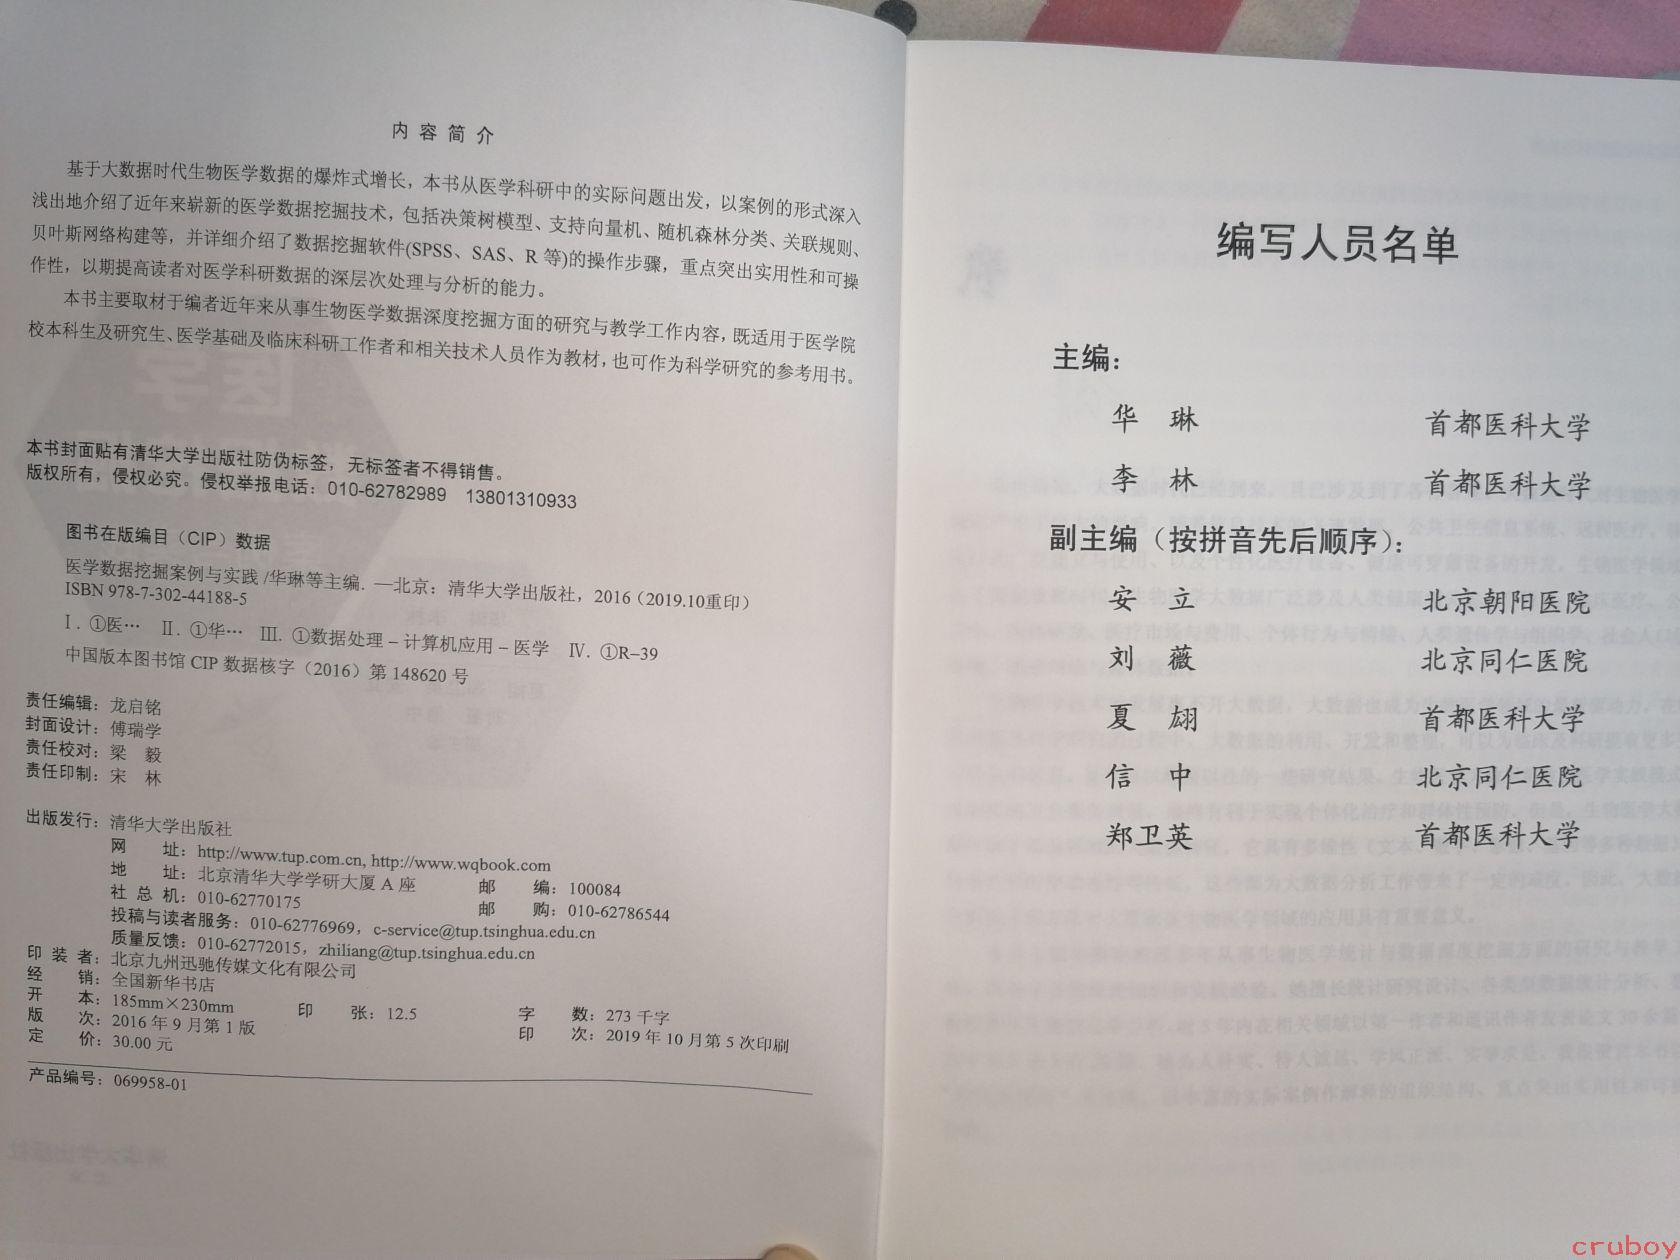 内容简介
基于大数据时代生物医学数据的爆炸式增长，本书从医学科研中的实际问题出发，以案例的形式深入
浅出地介绍了近年来崭新的医学数据挖掘技术，包括决策树模型、支持向量机、随机森林分类、关联规则、
贝叶斯网络构建等，并详细介绍了数据挖掘软件(SPSS、SAS、R 等)的操作步骤，重点突出实用性和可操
作性，以期提高读者对医学科研数据的深层次处理与分析的能力。
本书主要取材于编者近年来从事生物医学数据深度挖掘方面的研究与教学工作内容，既适用于医学院
校本科生及研究生、医学基础及临床科研工作者和相关技术人员作为教材，也可作为科学研究的参考用书。
本书封面贴有清华大学出版社防伪标签，无标签者不得销售。
版权所有，侵权必究。侵权举报电话：010-62782989 13801310933
图书在版编目（CIP）数据
医学数据挖掘案例与实践 /华琳等主编. —北京：清华大学出版社，2016（2019.10重印）
ISBN 978-7-302-44188-5
Ⅰ. ①医… Ⅱ. ①华… Ⅲ. ①数据处理－计算机应用－医学 Ⅳ. ①R–39
中国版本图书馆 CIP 数据核字（2016）第 148620 号
责任编辑：龙启铭
封面设计：傅瑞学
责任校对：梁 毅
责任印制：宋 林
出版发行：清华大学出版社
网 址：http://www.tup.com.cn, http://www.wqbook.com
地 址：北京清华大学学研大厦 A 座 邮 编：100084
社 总 机：010-62770175 邮 购：010-62786544
投稿与读者服务：010-62776969，c-service@tup.tsinghua.edu.cn
质量反馈：010-62772015，zhiliang@tup.tsinghua.edu.cn
印 装 者：北京九州迅驰传媒文化有限公司
经 销：全国新华书店
开 本：185mm×230mm 印 张：12.5 字 数：273 千字
版 次：2016 年 9 月第 1 版 印 次：2019 年 10 月第 5 次印刷
定 价：30.00 元
产品编号：069958-01
编写人员名单
主编：
华 琳 首都医科大学
李 林 首都医科大学
副主编（按拼音先后顺序）：
安 立 北京朝阳医院
刘 薇 北京同仁医院
夏 翃 首都医科大学
信 中 北京同仁医院
郑卫英 首都医科大学
cruboy